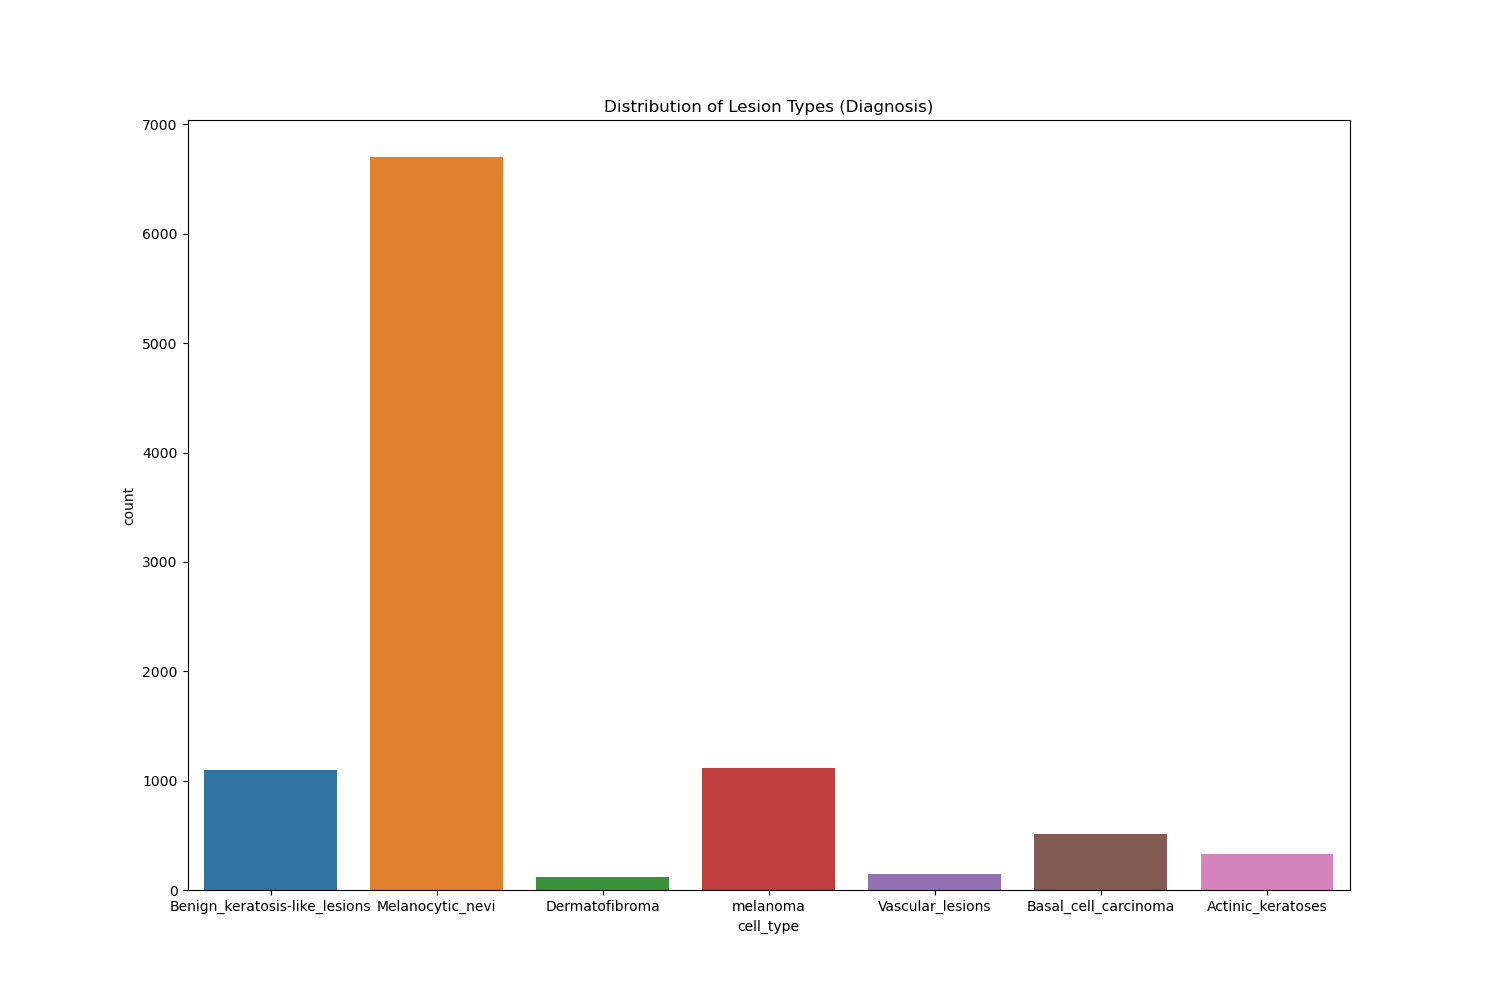 Distribution of Lesion Types (Diagnosis)
7000
6000
5000
4000
3000
2000
1000
0
count
Benign_keratosis-like_lesions Melanocytic_nevi Dermatofibroma melanoma Vascular_lesions Basal_cell_carcinoma Actinic_keratoses
cell_type